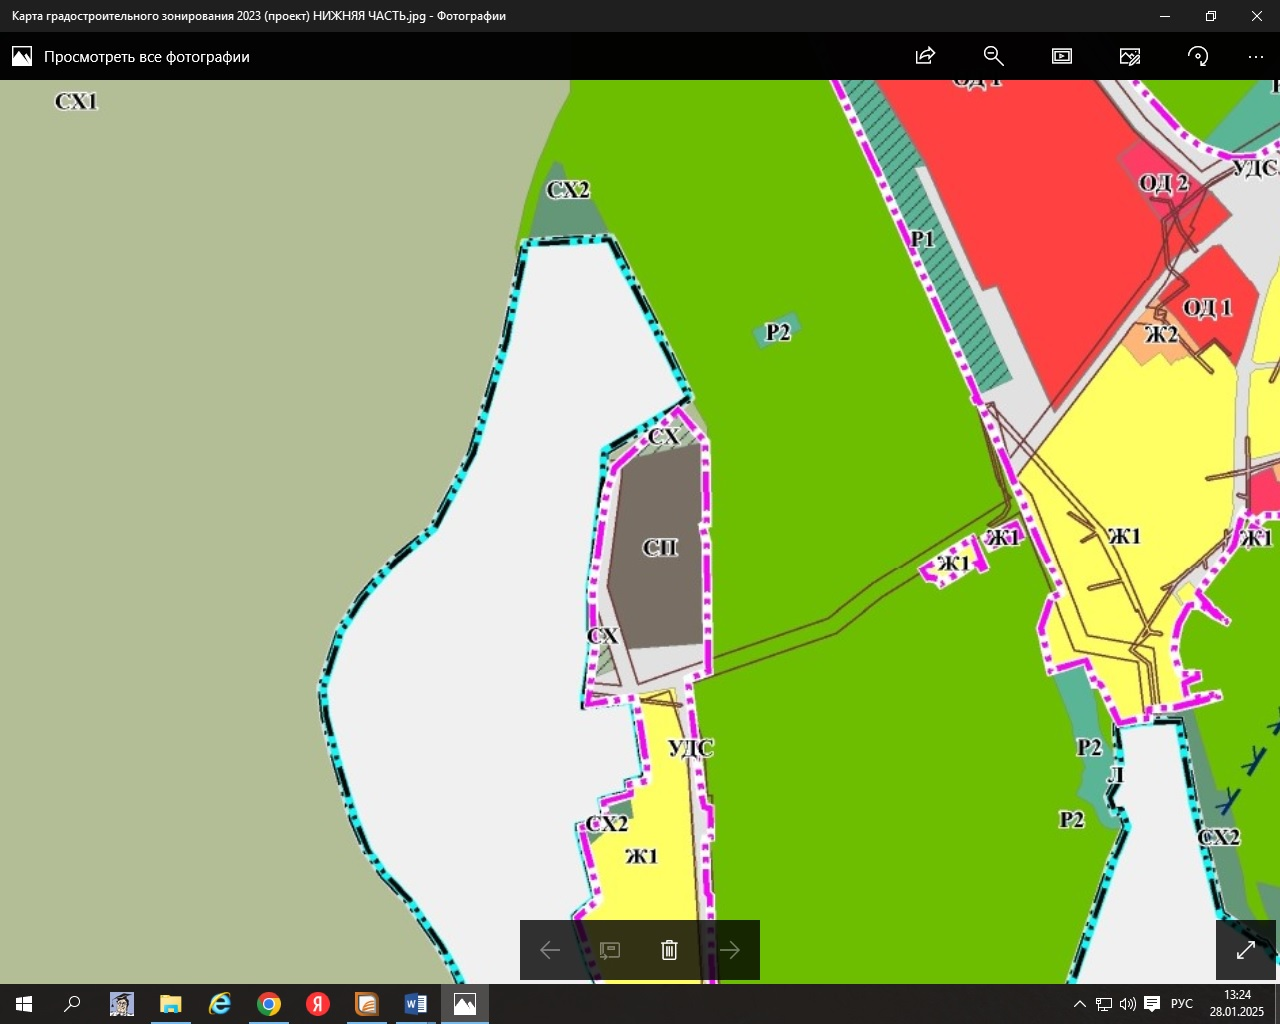 Карта градостроительного зонирования 2023 (проект) НИЖНЯЯ ЧАСТЬ.jpg - Фотографии
Просмотреть все фотографии
СХ1
ОД 1
СХ2
ОД 2
УДС
Р1
ОД 1
Р2
Ж2
СХ
СП
Ж1
Ж1
Ж1
Ж1
СХ
УДС
Р2
Л
Р2
СХ2
СХ2
Ж1
РУС
13:24
28.01.2025